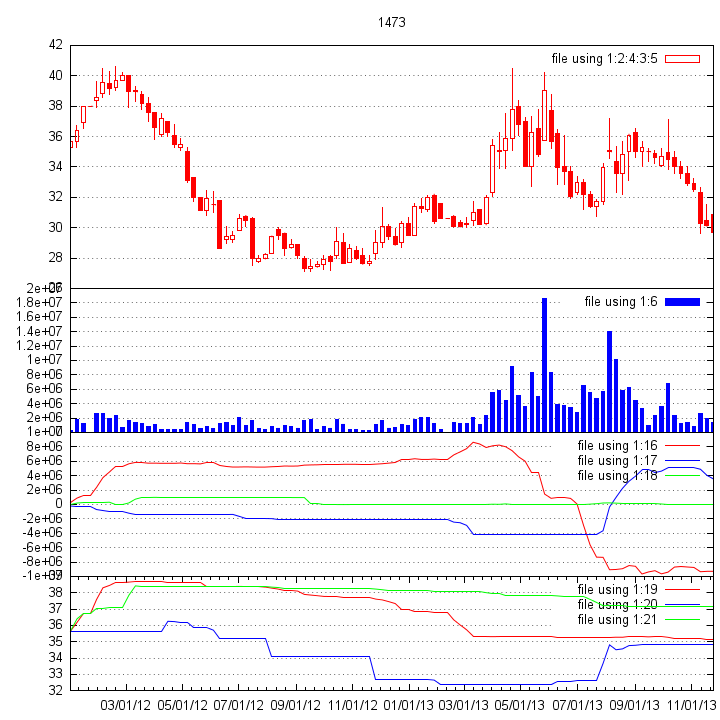 1473
42
file using 1:2:4:3:5
40
38
36
34
32
30
28
26
2e+07
file using 1:6
1.8e+07
1.6e+07
1.4e+07
1.2e+07
1e+07
8e+06
6e+06
4e+06
2e+06
0
1e+07
file using 1:16
8e+06
file using 1:17
6e+06
file using 1:18
4e+06
2e+06
0
-2e+06
-4e+06
-6e+06
-8e+06
-1e+07
39
file using 1:19
38
file using 1:20
37
file using 1:21
36
35
34
33
32
03/01/12 05/01/12 07/01/12 09/01/12 11/01/12 01/01/13 03/01/13 05/01/13 07/01/13 09/01/13 11/01/13